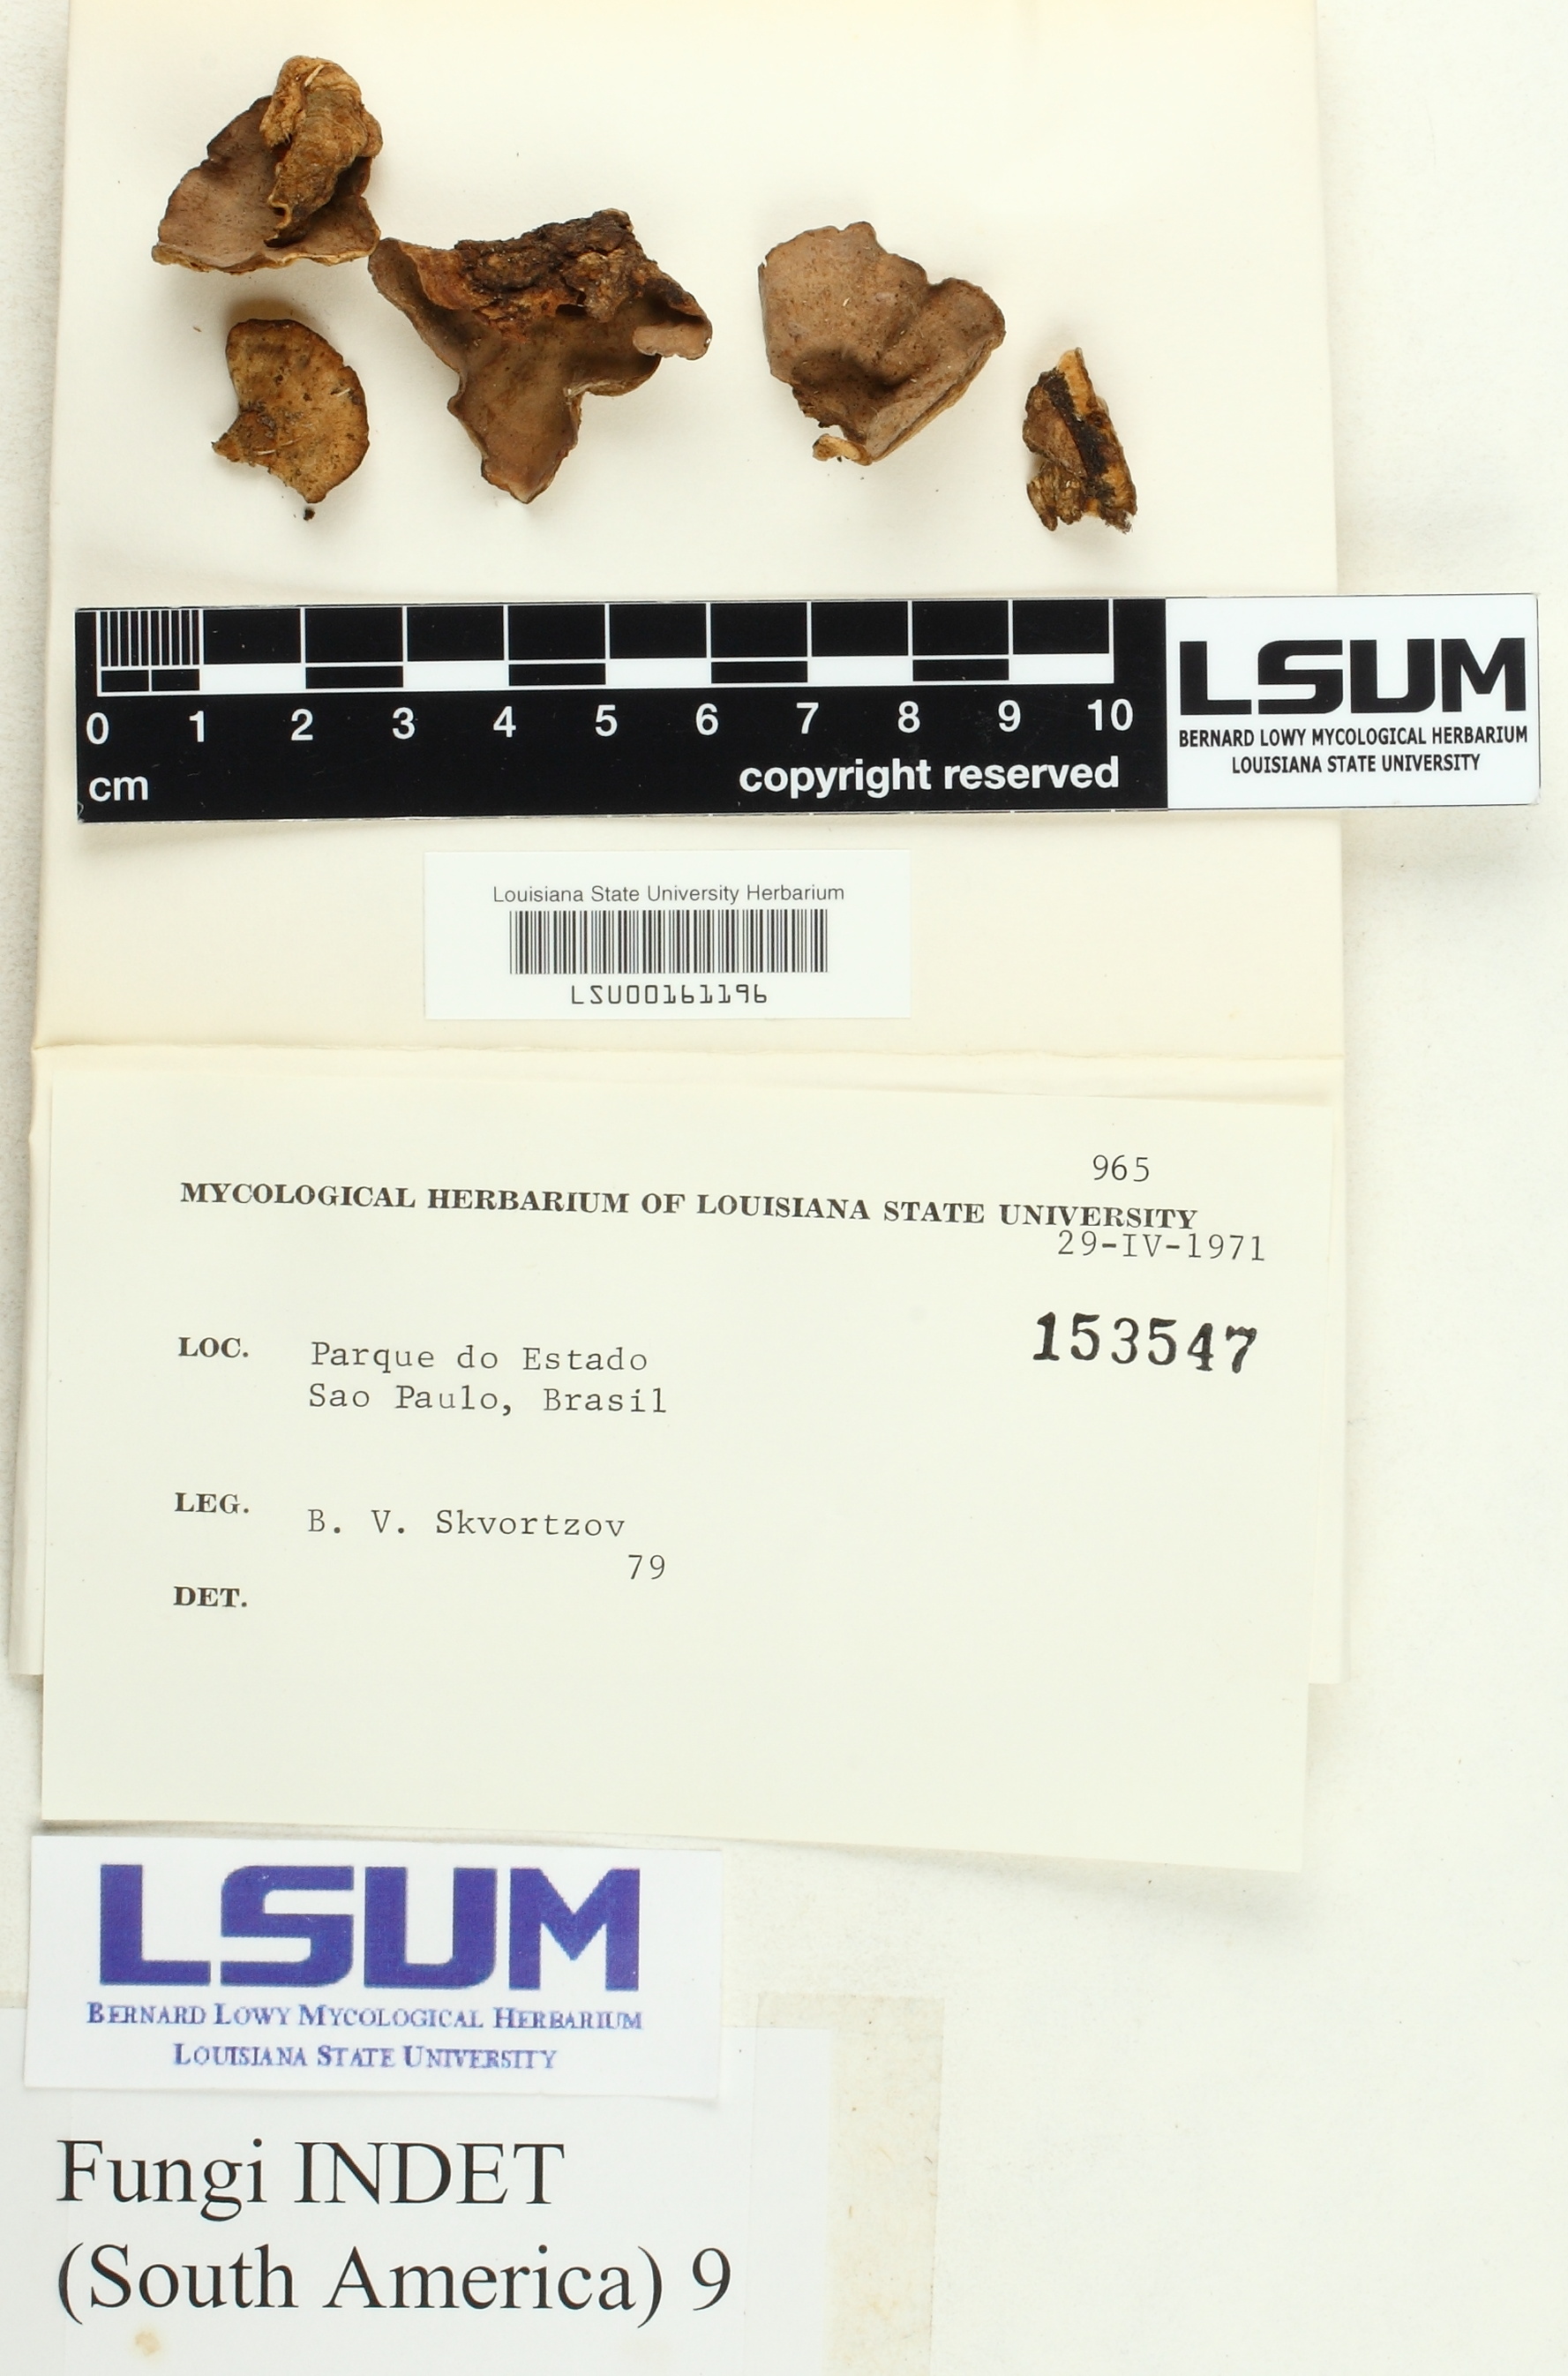 0 1 2 3 4 5 6 7 8 9 10
cm copyright reserved
LSUM
BERNARD LOWY MYCOLOGICAL HERBARIUM
LOUISIANA STATE UNIVERSITY
Louisiana State University Herbarium
LSU00161196
965
MYCOLOGICAL HERBARIUM OF LOUISIANA STATE UNIVERSITY
29-IV-1971
153547
LOC. Parque do Estado
Sao Paulo, Brasil
LEG. B. V. Skvortzov
79
DET.
LSUM
BERNARD LOWY MYCOLOGICAL HERBARIUM
LOUISIANA STATE UNIVERSITY
Fungi INDET
(South America) 9